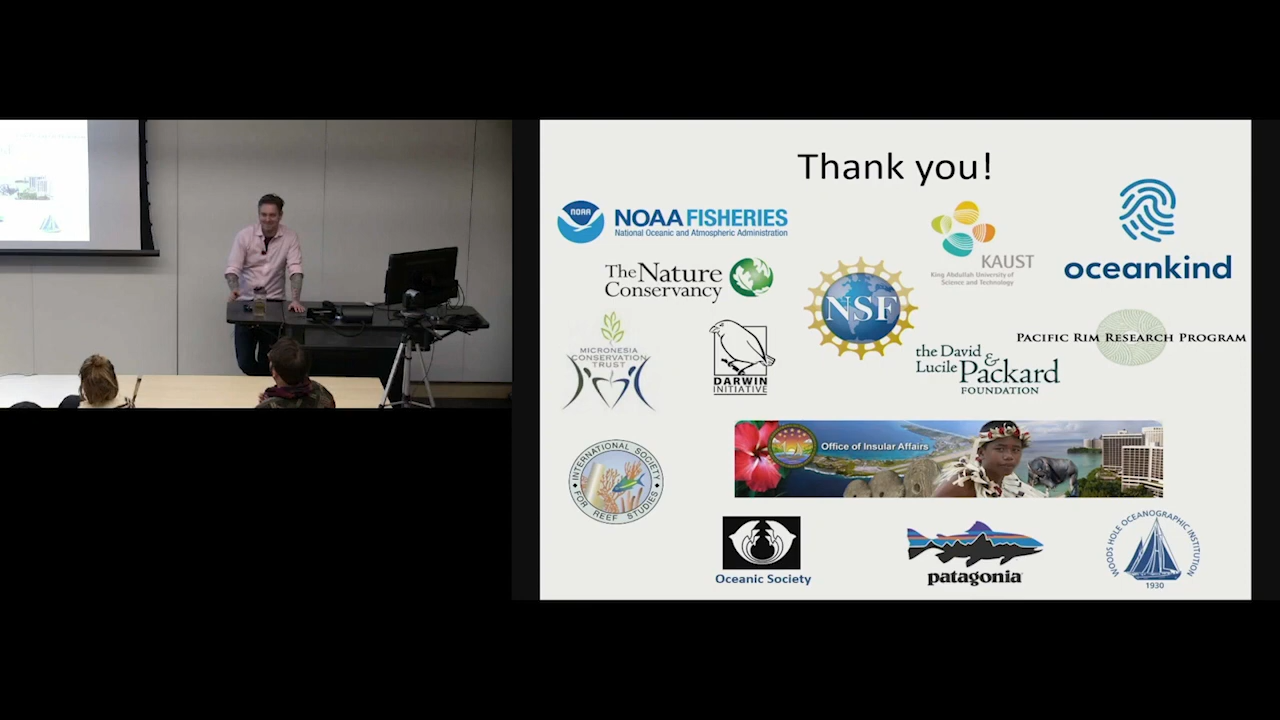 Thank you!
NOAA
NOAA FISHERIES
National Oceanic and Atmospheric Administration
KAUST
King Abdullah University of
Science and Technology
oceankind
The Nature
Conservancy
NSF
PACIFIC RIM RESEARCH PROGRAM
MICRONESIA
CONSERVATION
TRUST
DARWIN
INITIATIVE
the David &
Lucile Packard
FOUNDATION
Office of Insular Affairs
INTERNATIONAL SOCIETY
FOR REEF STUDIES
Oceanic Society
patagonia
WOODS HOLE OCEANOGRAPHIC INSTITUTION
1930